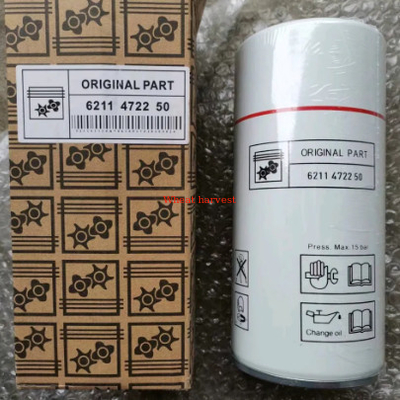 ORIGINAL PART
6211 4722 50
ORIGINAL PART
6211 4722 50
Press. Max. 15 bar
Change oil